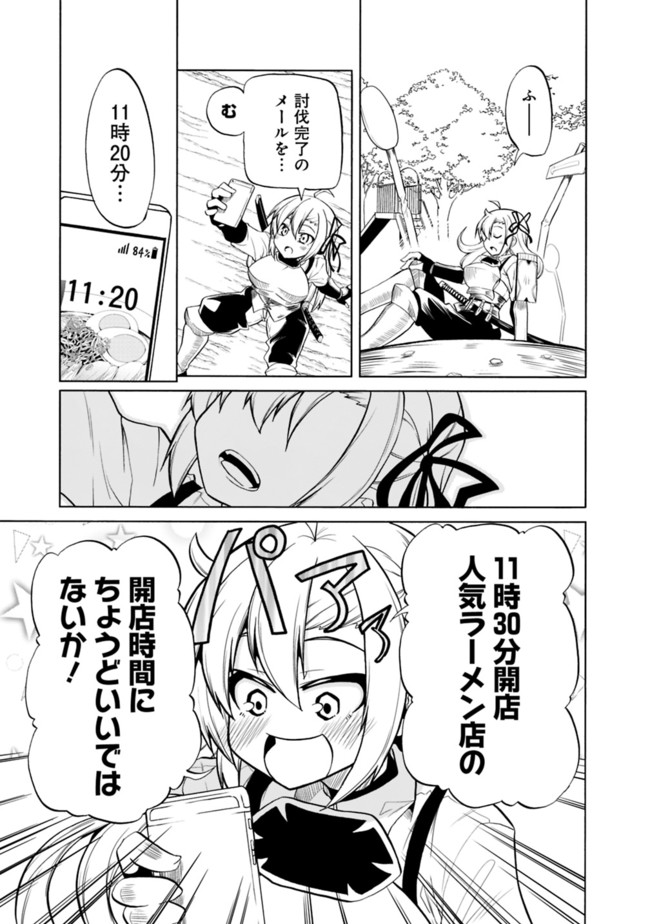 ふー
討伐完了の
メールを…
む
11時20分…
84%
11:20
11時30分開店
人気ラーメン店の
パアァ
開店時間に
ちょうどいいでは
ないか！